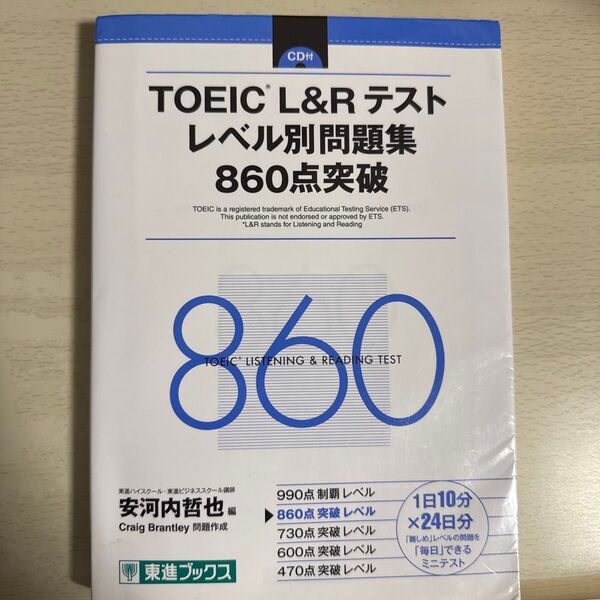 CD付
TOEIC® L&R テスト
レベル別問題集
860点突破
TOEIC is a registered trademark of Educational Testing Service (ETS).
This publication is not endorsed or approved by ETS.
*L&R stands for Listening and Reading
860
TOEIC® LISTENING & READING TEST
東進ハイスクール・東進ビジネススクール講師
安河内哲也 編
Craig Brantley 問題作成
東進ブックス
990点 制覇 レベル
860点 突破 レベル
730点 突破 レベル
600点 突破 レベル
470点 突破 レベル
1日10分
×24日分
「難しめ」レベルの問題を
「毎日」できる
ミニテスト